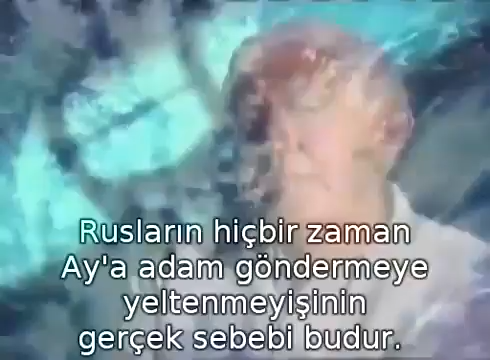 Rusların hiçbir zaman
Ay'a adam göndermeye
yeltenmeyişinin
gerçek sebebi budur.